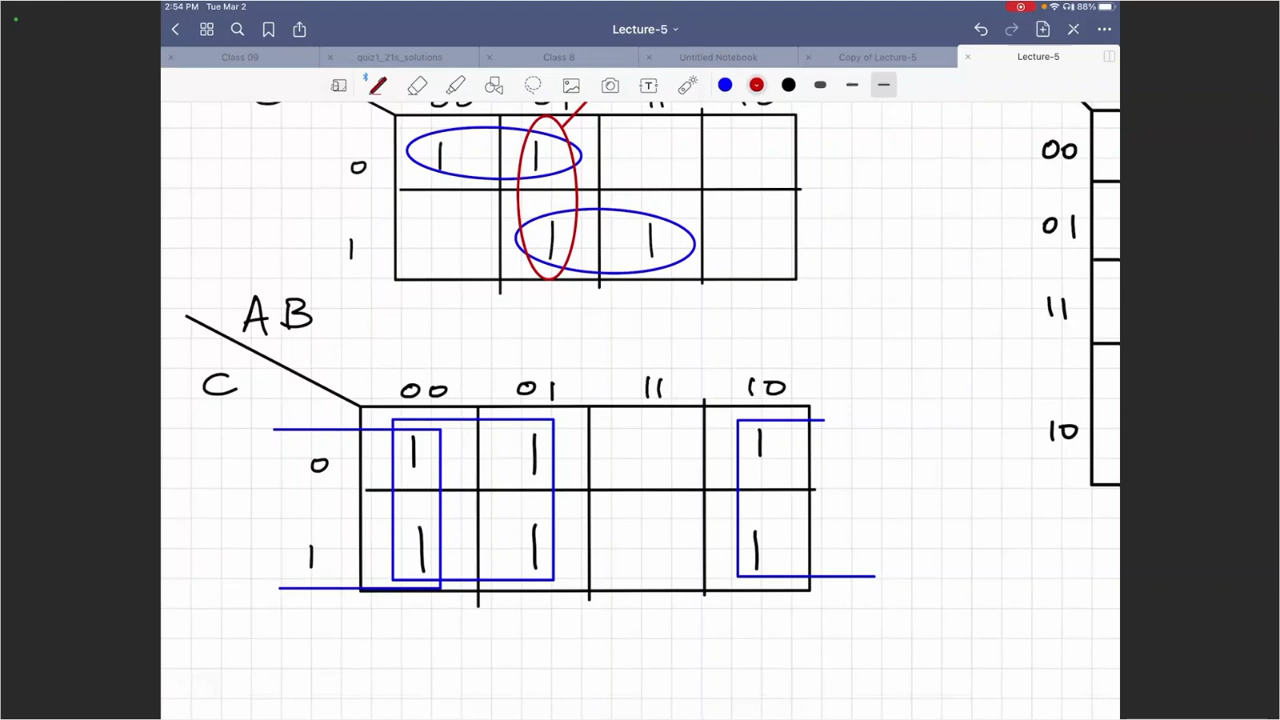 2:54 PM Tue Mar 2
88%
Lecture-5
Class 09
quiz1_21s_solutions
Class 8
Untitled Notebook
Copy of Lecture-5
Lecture-5
T
0 1 1
1 1 1
A B
C
00 01 11 10
0 1 1 1
1 1 1 1
00
01
11
10